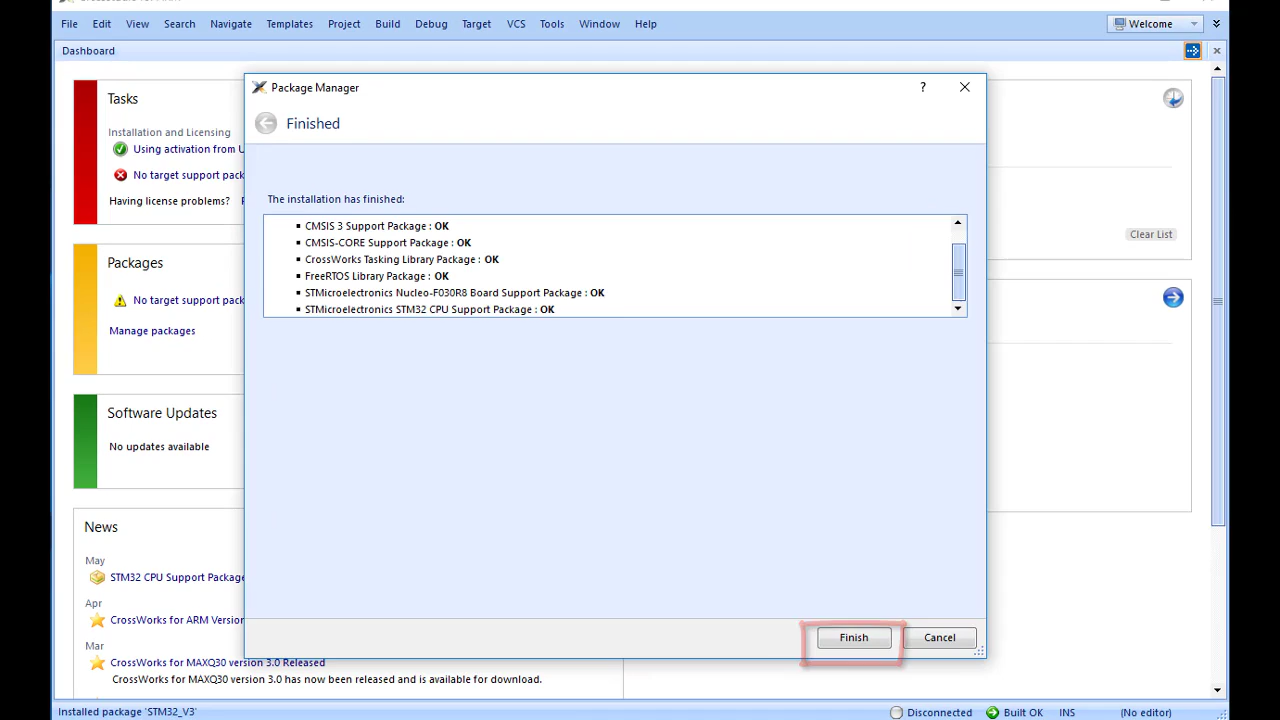 File Edit View Search Navigate Templates Project Build Debug Target VCS Tools Window Help Welcome
Dashboard
Package Manager
Finished
The installation has finished:
CMSIS 3 Support Package : OK
CMSIS-CORE Support Package : OK
CrossWorks Tasking Library Package : OK
FreeRTOS Library Package : OK
STMicroelectronics Nucleo-F030R8 Board Support Package : OK
STMicroelectronics STM32 CPU Support Package : OK
Finish Cancel
Tasks
Installation and Licensing
Using activation from U
No target support pack
Having license problems?
Packages
No target support pack
Manage packages
Software Updates
No updates available
News
May
STM32 CPU Support Package
Apr
CrossWorks for ARM Version
Mar
CrossWorks for MAXQ30 version 3.0 Released
CrossWorks for MAXQ30 version 3.0 has now been released and is available for download.
Clear List
Installed package 'STM32_V3' Disconnected Built OK INS (No editor)